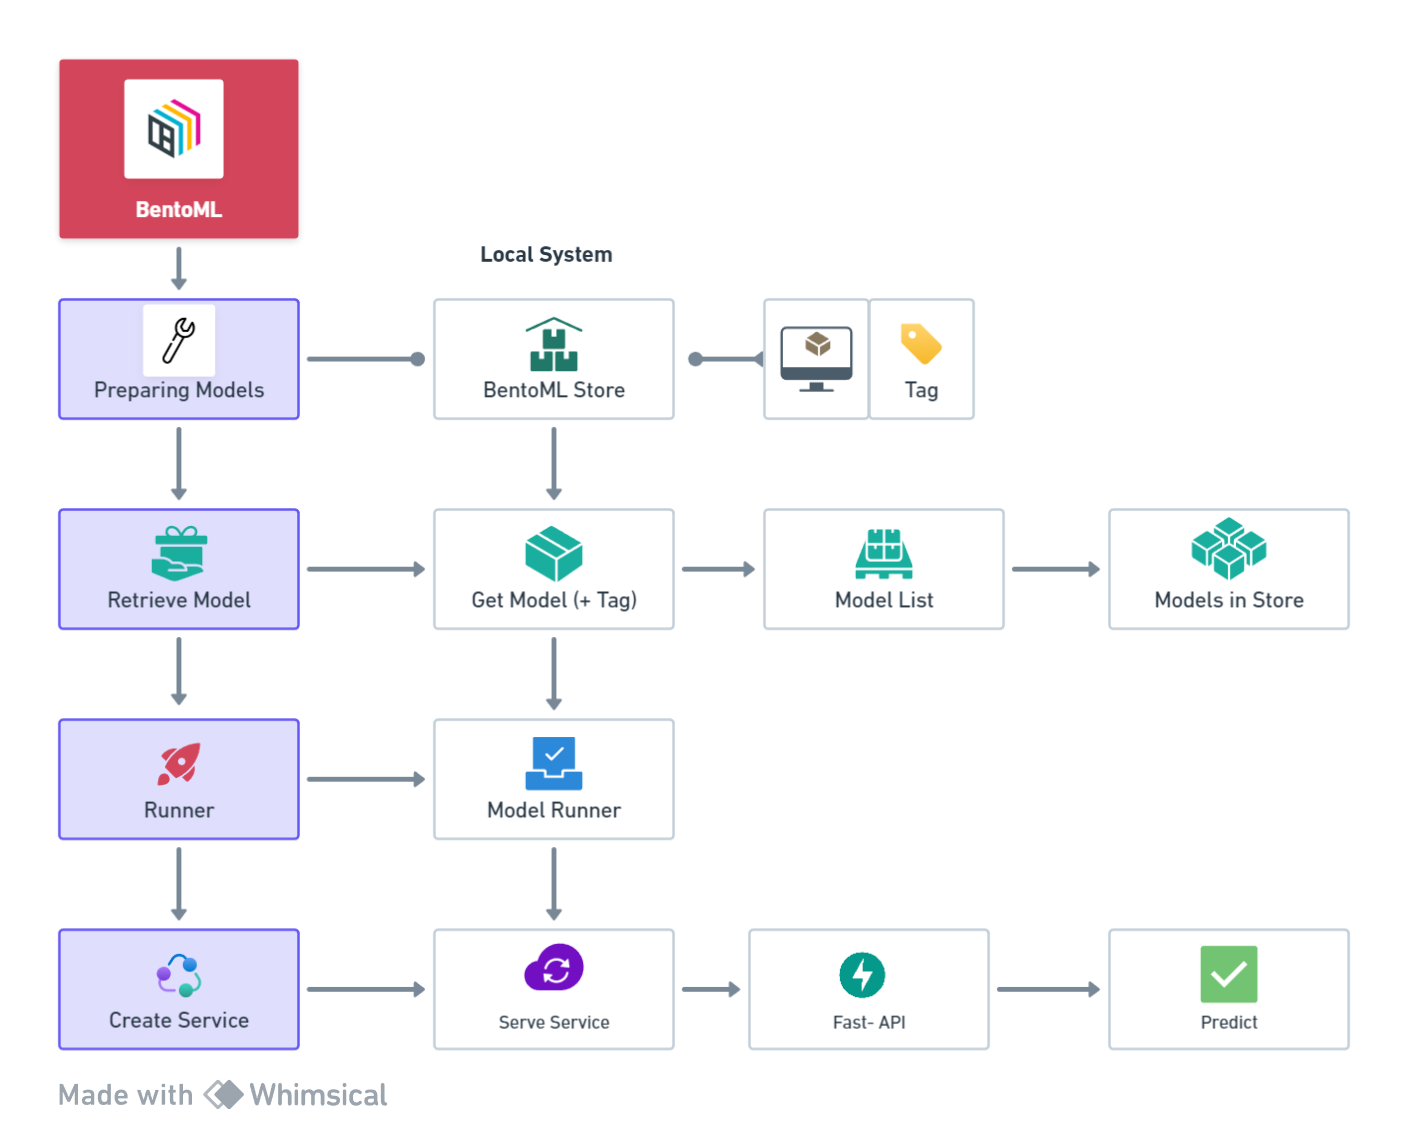 BentoML
Local System
Preparing Models
BentoML Store
Tag
Retrieve Model
Get Model (+ Tag)
Model List
Models in Store
Runner
Model Runner
Create Service
Serve Service
Fast- API
Predict
Made with Whimsical